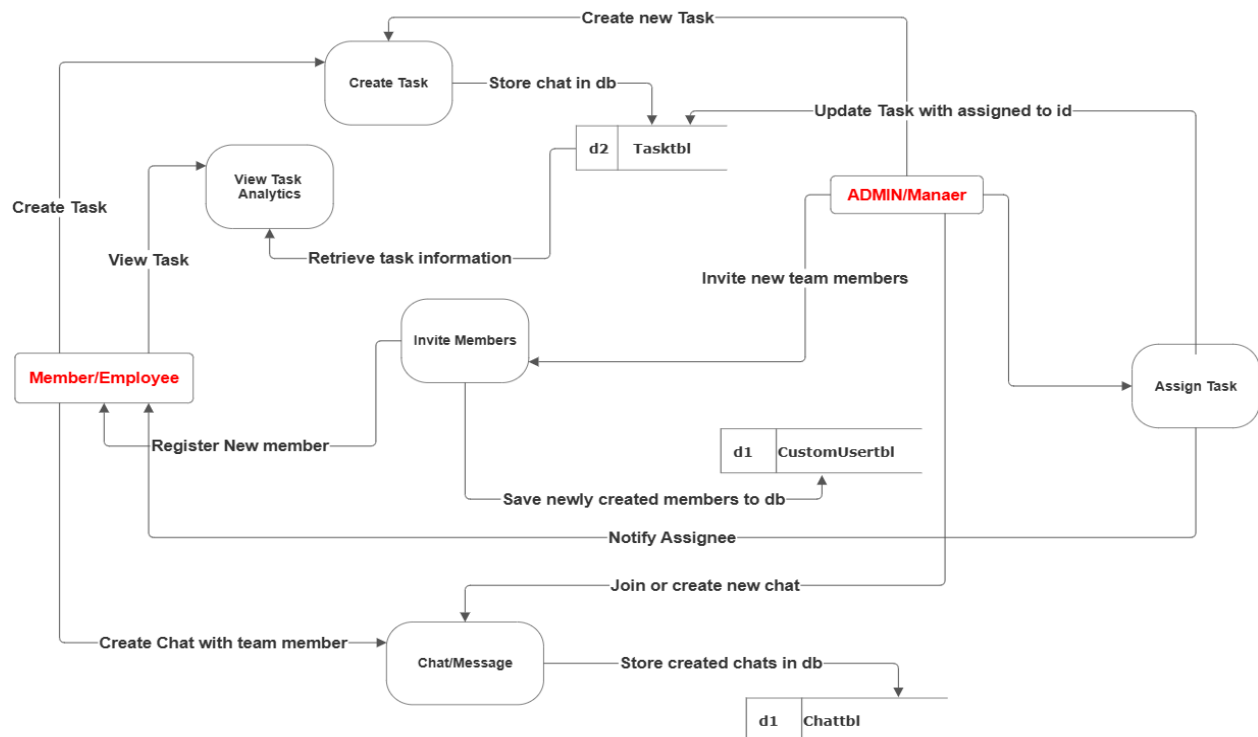 Create new Task
Create Task
Store chat in db
Update Task with assigned to id
d2 Tasktbl
View Task
Analytics
ADMIN/Manaer
Create Task
View Task
Retrieve task information
Invite new team members
Invite Members
Member/Employee
Assign Task
Register New member
d1 CustomUsertbl
Save newly created members to db
Notify Assignee
Join or create new chat
Create Chat with team member
Chat/Message
Store created chats in db
d1 Chattbl